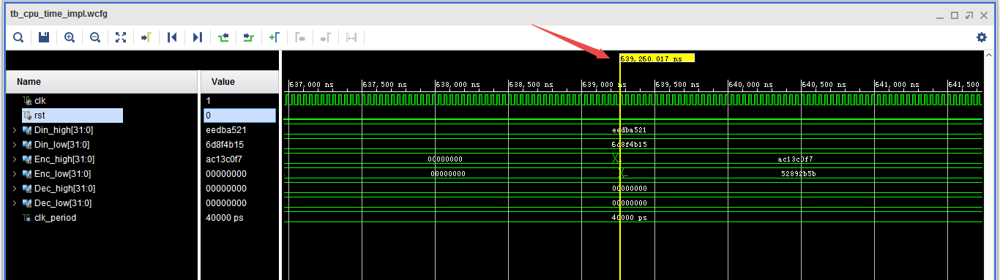 tb_cpu_time_impl.wcfg
639,260.017 ns
Name Value
637,000 ns 637,500 ns 638,000 ns 638,500 ns 639,000 ns 639,500 ns 640,000 ns 640,500 ns 641,000 ns 641,500
clk 1
rst 0
Din_high[31:0] eedba521 eedba521
Din_low[31:0] 6d8f4b15 6d8f4b15
Enc_high[31:0] ac13c0f7 00000000 ac13c0f7
Enc_low[31:0] 00000000 00000000 ... 52892b5b
Dec_high[31:0] 00000000 00000000
Dec_low[31:0] 00000000 00000000
clk_period 40000 ps 40000 ps